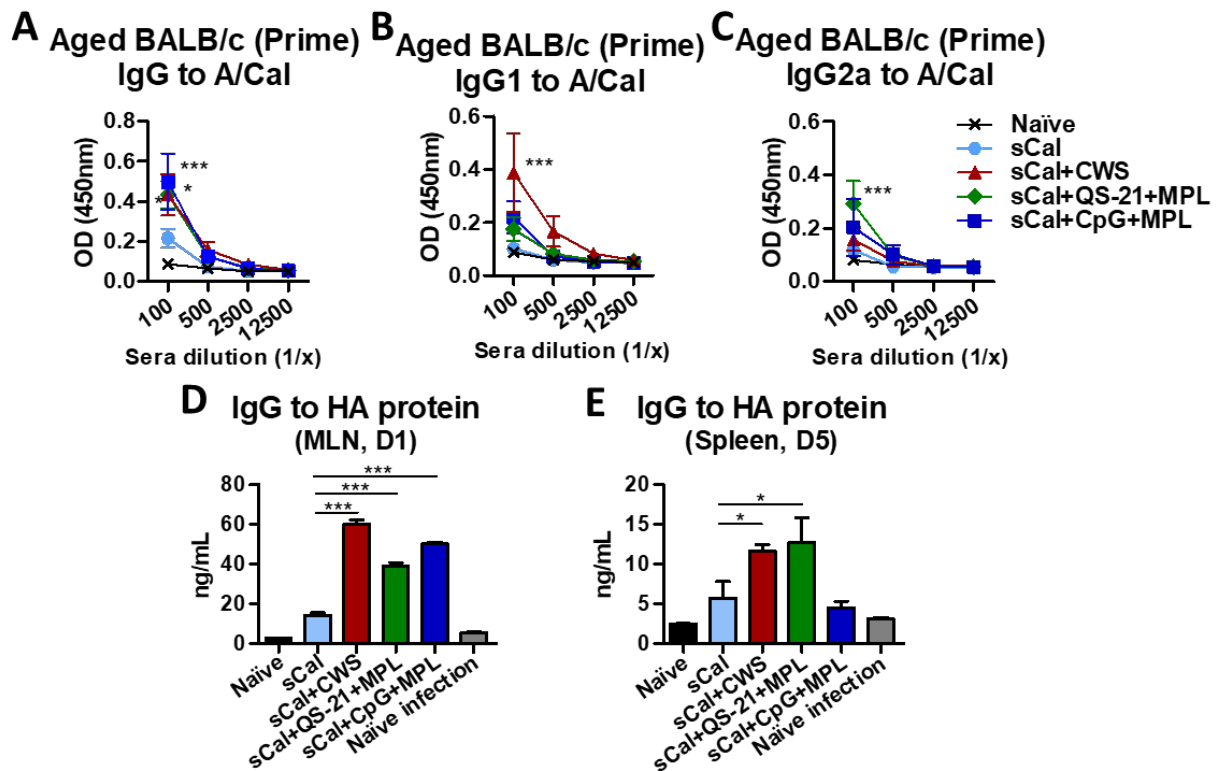 A
Aged BALB/c (Prime)
IgG to A/Cal
OD (450nm)
0.8
0.6
0.4
0.2
0.0
***
*
*
100
500
2500
12500
Sera dilution (1/x)
B
Aged BALB/c (Prime)
IgG1 to A/Cal
OD (450nm)
0.6
0.4
0.2
0.0
***
100
500
2500
12500
Sera dilution (1/x)
C
Aged BALB/c (Prime)
IgG2a to A/Cal
OD (450nm)
0.6
0.4
0.2
0.0
***
100
500
2500
12500
Sera dilution (1/x)
Naïve
sCal
sCal+CWS
sCal+QS-21+MPL
sCal+CpG+MPL
D
IgG to HA protein
(MLN, D1)
ng/mL
80
60
40
20
0
***
***
***
Naïve
sCal
sCal+CWS
sCal+QS-21+MPL
sCal+CpG+MPL
Naïve infection
E
IgG to HA protein
(Spleen, D5)
ng/mL
20
15
10
5
0
*
*
Naïve
sCal
sCal+CWS
sCal+QS-21+MPL
sCal+CpG+MPL
Naïve infection